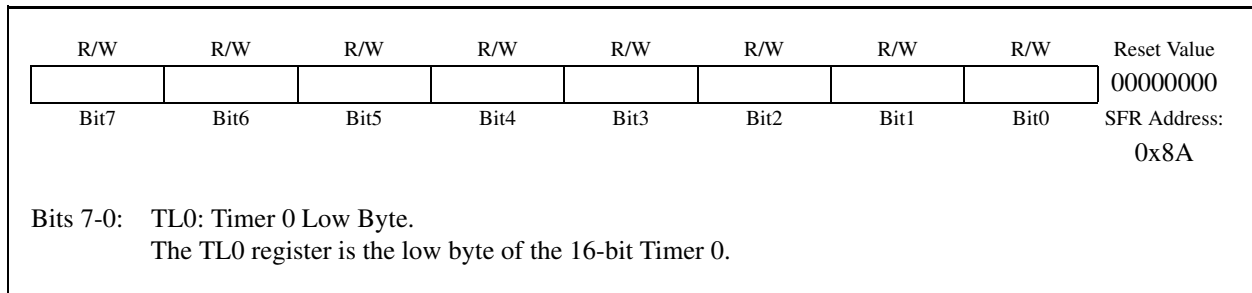 R/W R/W R/W R/W R/W R/W R/W R/W Reset Value
00000000
Bit7 Bit6 Bit5 Bit4 Bit3 Bit2 Bit1 Bit0 SFR Address:
0x8A
Bits 7-0: TL0: Timer 0 Low Byte.
The TL0 register is the low byte of the 16-bit Timer 0.